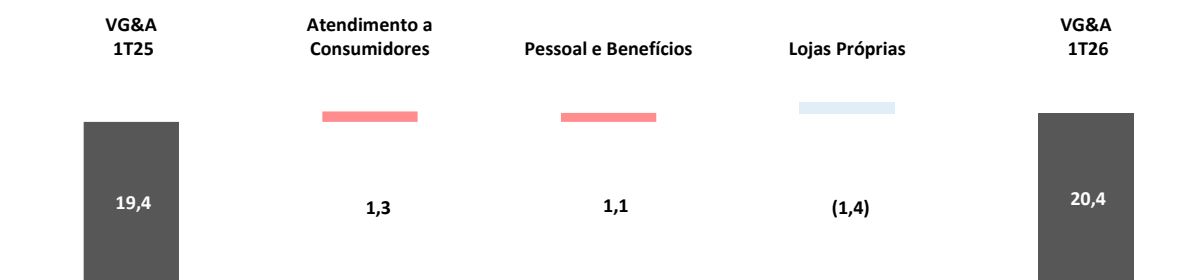 VG&A
1T25
Atendimento a
Consumidores
Pessoal e Benefícios
Lojas Próprias
VG&A
1T26
19,4
1,3
1,1
(1,4)
20,4